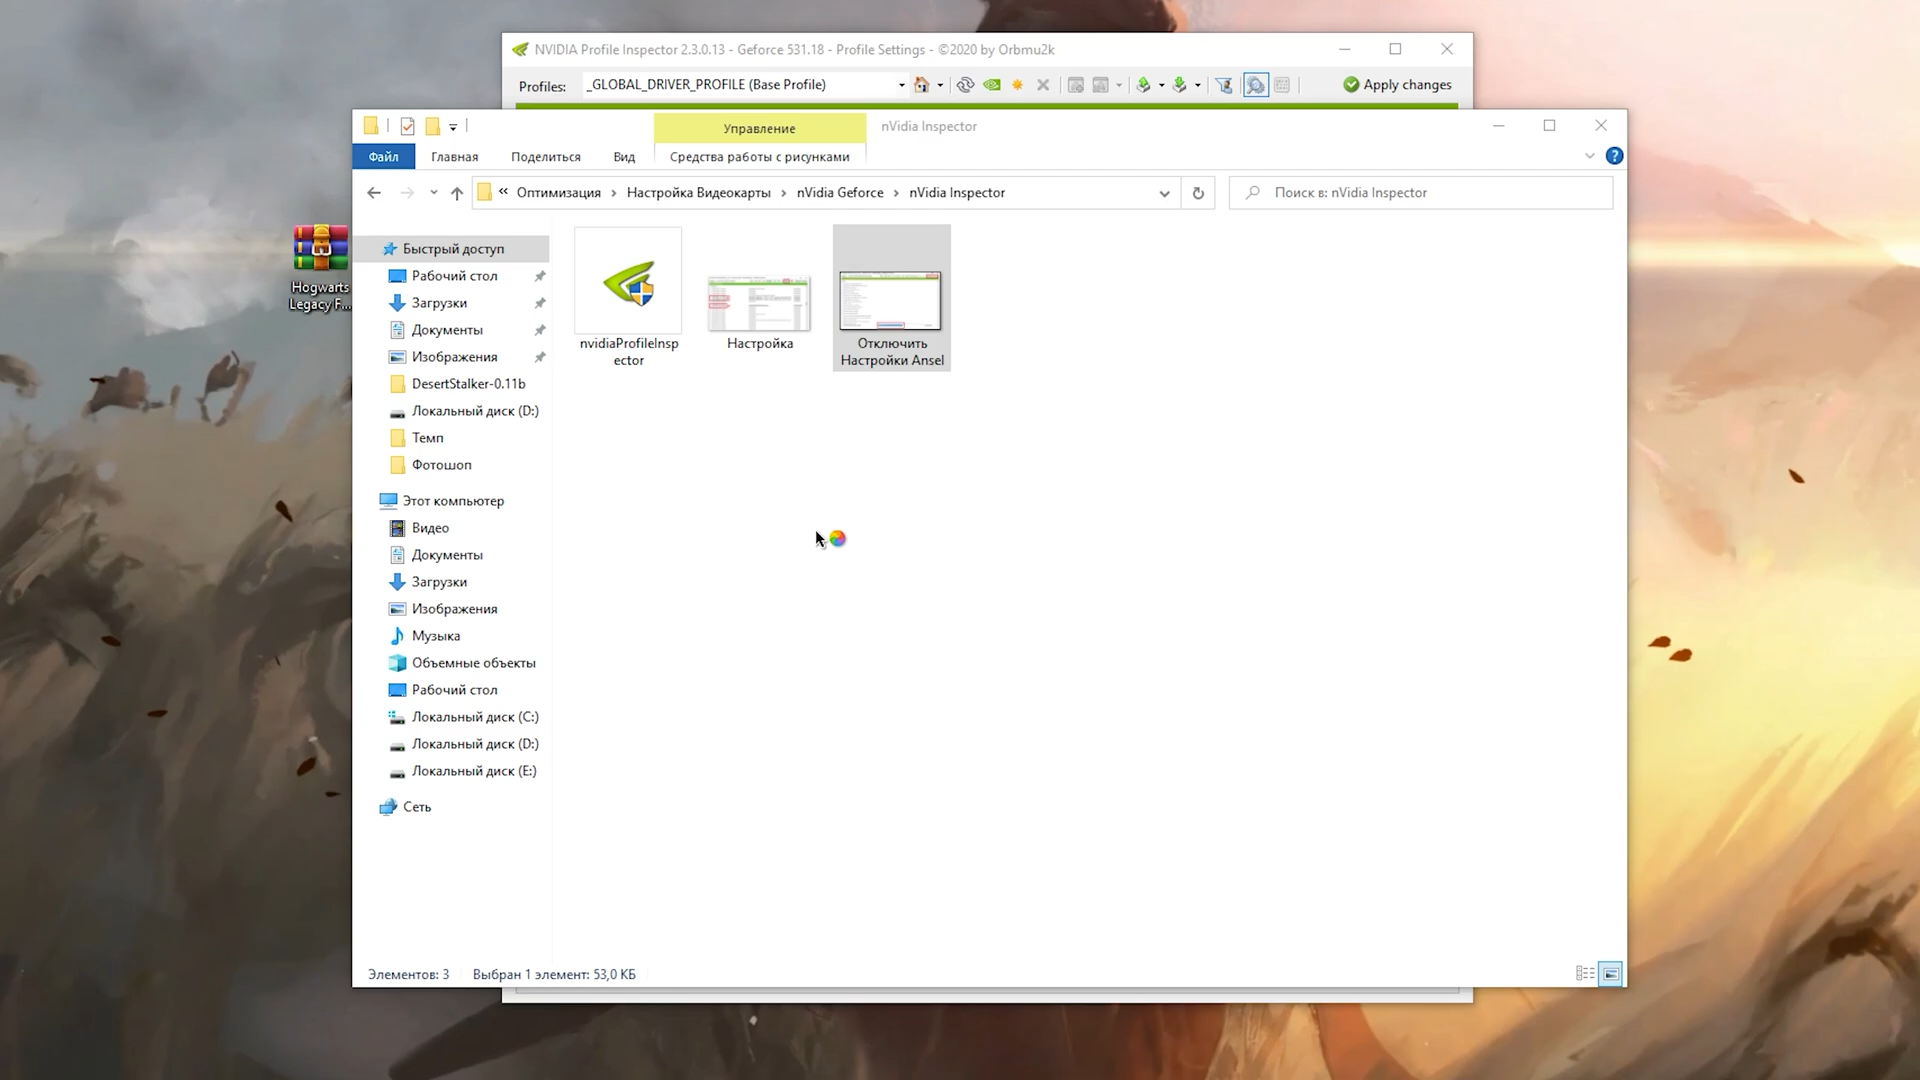 NVIDIA Profile Inspector 2.3.0.13 - Geforce 531.18 - Profile Settings - ©2020 by Orbmu2k
Profiles:
_GLOBAL_DRIVER_PROFILE (Base Profile)
Apply changes
Управление
nVidia Inspector
Файл
Главная
Поделиться
Вид
Средства работы с рисунками
« Оптимизация › Настройка Видеокарты › nVidia Geforce › nVidia Inspector
Поиск в: nVidia Inspector
Hogwarts
Legacy F...
Быстрый доступ
Рабочий стол
Загрузки
Документы
Изображения
DesertStalker-0.11b
Локальный диск (D:)
Темп
Фотошоп
Этот компьютер
Видео
Документы
Загрузки
Изображения
Музыка
Объемные объекты
Рабочий стол
Локальный диск (C:)
Локальный диск (D:)
Локальный диск (E:)
Сеть
nvidiaProfileInsp
ector
Настройка
Отключить
Настройки Ansel
Элементов: 3
Выбран 1 элемент: 53,0 КБ